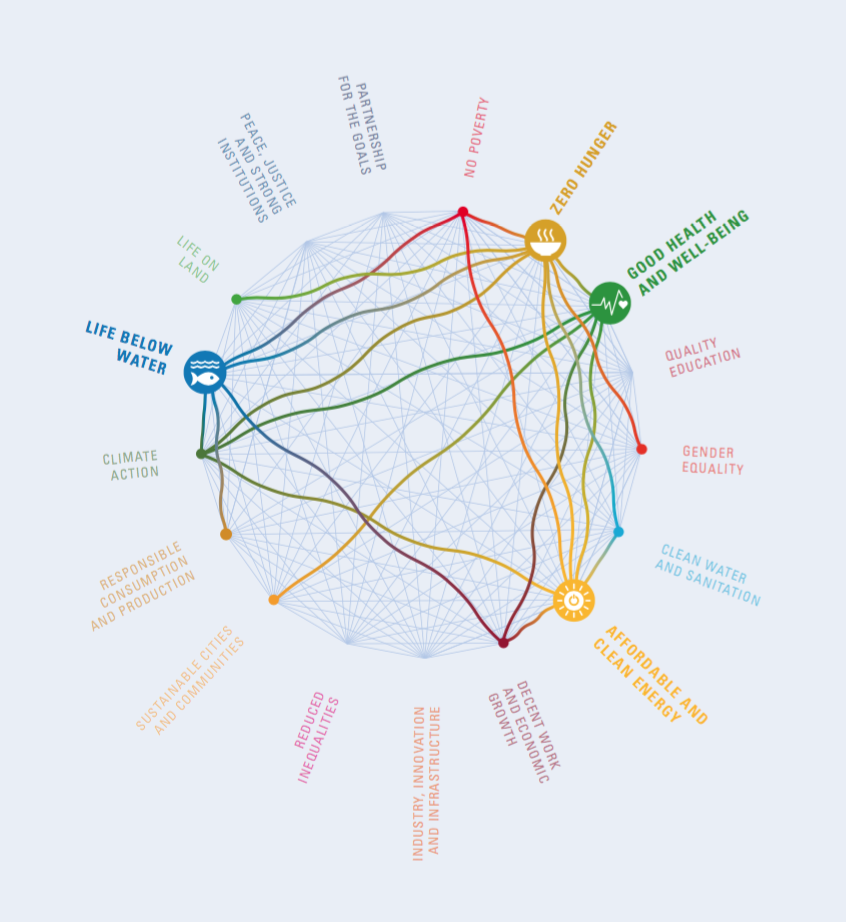 NO POVERTY
ZERO HUNGER
GOOD HEALTH
AND WELL-BEING
QUALITY
EDUCATION
GENDER
EQUALITY
CLEAN WATER
AND SANITATION
AFFORDABLE AND
CLEAN ENERGY
DECENT WORK
AND ECONOMIC
GROWTH
INDUSTRY, INNOVATION
AND INFRASTRUCTURE
REDUCED
INEQUALITIES
SUSTAINABLE CITIES
AND COMMUNITIES
RESPONSIBLE
CONSUMPTION
AND PRODUCTION
CLIMATE
ACTION
LIFE BELOW
WATER
LIFE ON
LAND
PEACE, JUSTICE
AND STRONG
INSTITUTIONS
PARTNERSHIP
FOR THE GOALS